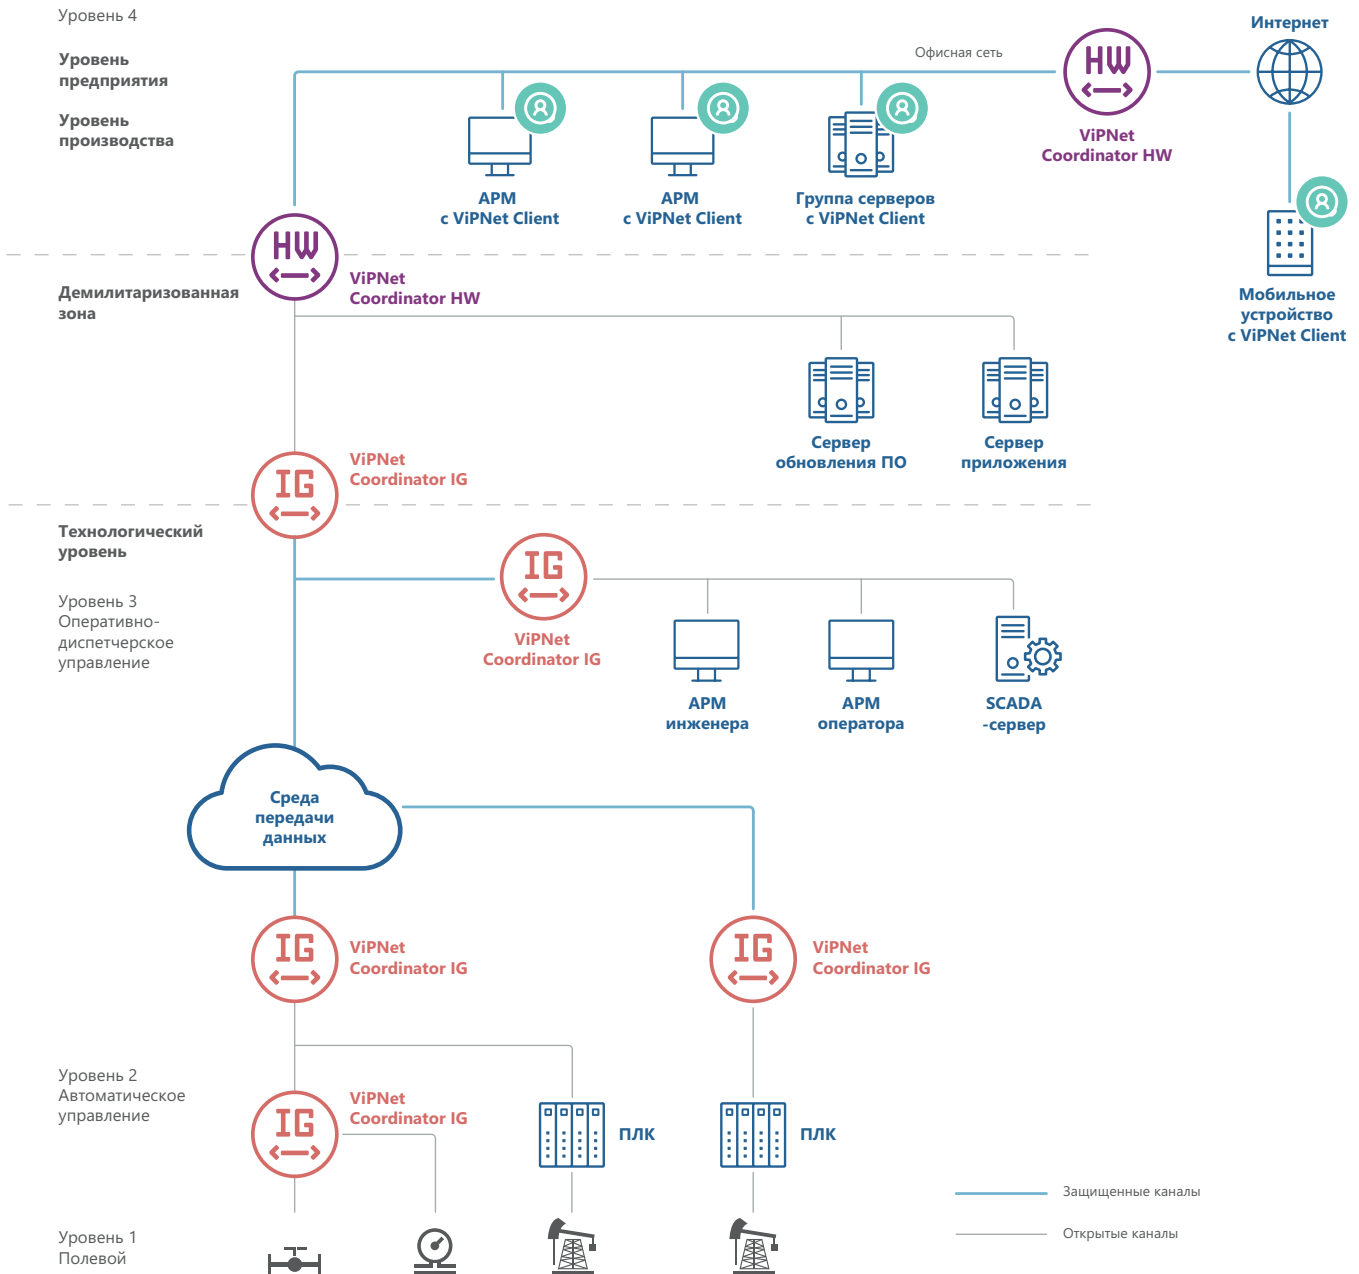 Уровень 4
Уровень
предприятия
Уровень
производства
Офисная сеть
HW
ViPNet
Coordinator HW
Интернет
АРМ
с ViPNet Client
АРМ
с ViPNet Client
Группа серверов
с ViPNet Client
Мобильное
устройство
с ViPNet Client
HW
ViPNet
Coordinator HW
Демилитаризованная
зона
Сервер
обновления ПО
Сервер
приложения
IG
ViPNet
Coordinator IG
Технологический
уровень
Уровень 3
Оперативно-
диспетчерское
управление
IG
ViPNet
Coordinator IG
АРМ
инженера
АРМ
оператора
SCADA
-сервер
Среда
передачи
данных
IG
ViPNet
Coordinator IG
IG
ViPNet
Coordinator IG
Уровень 2
Автоматическое
управление
IG
ViPNet
Coordinator IG
ПЛК
ПЛК
Защищенные каналы
Открытые каналы
Уровень 1
Полевой